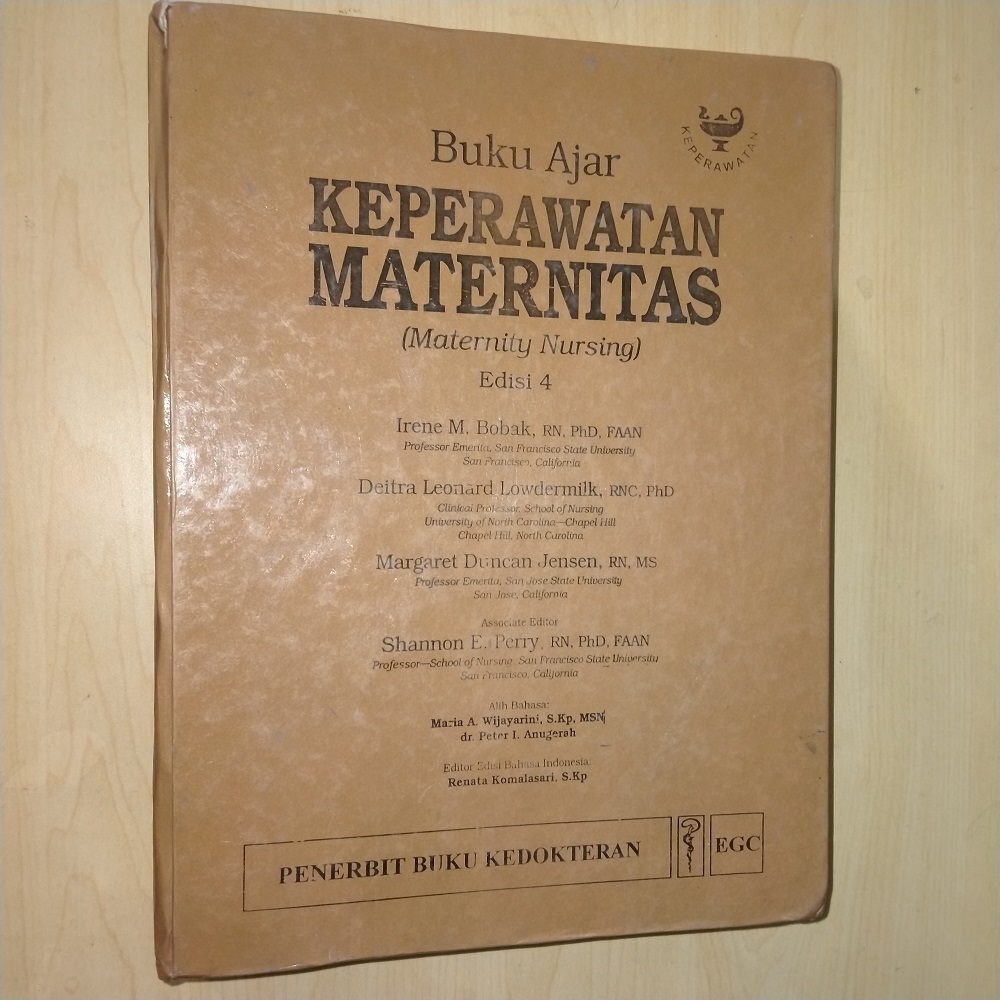 KEPERAWATAN
Buku Ajar
KEPERAWATAN
MATERNITAS
(Maternity Nursing)
Edisi 4
Irene M. Bobak, RN, PhD, FAAN
Professor Emerita, San Francisco State University
San Francisco, California
Deitra Leonard Lowdermilk, RNC, PhD
Clinical Professor, School of Nursing
University of North Carolina—Chapel Hill
Chapel Hill, North Carolina
Margaret Duncan Jensen, RN, MS
Professor Emerita, San Jose State University
San Jose, California
Associate Editor
Shannon E. Perry, RN, PhD, FAAN
Professor—School of Nursing, San Francisco State University
San Francisco, California
Alih Bahasa:
Maria A. Wijayarini, S.Kp, MSN
dr. Peter I. Anugerah
Editor Edisi Bahasa Indonesia:
Renata Komalasari, S.Kp
PENERBIT BUKU KEDOKTERAN EGC